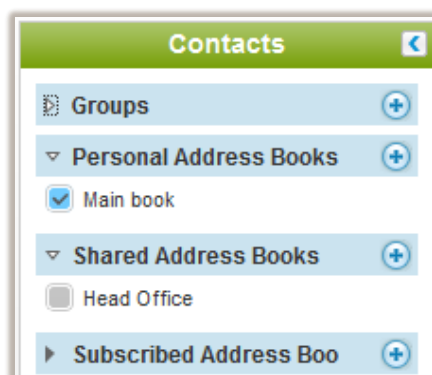 Contacts
Groups
Personal Address Books
Main book
Shared Address Books
Head Office
Subscribed Address Boo